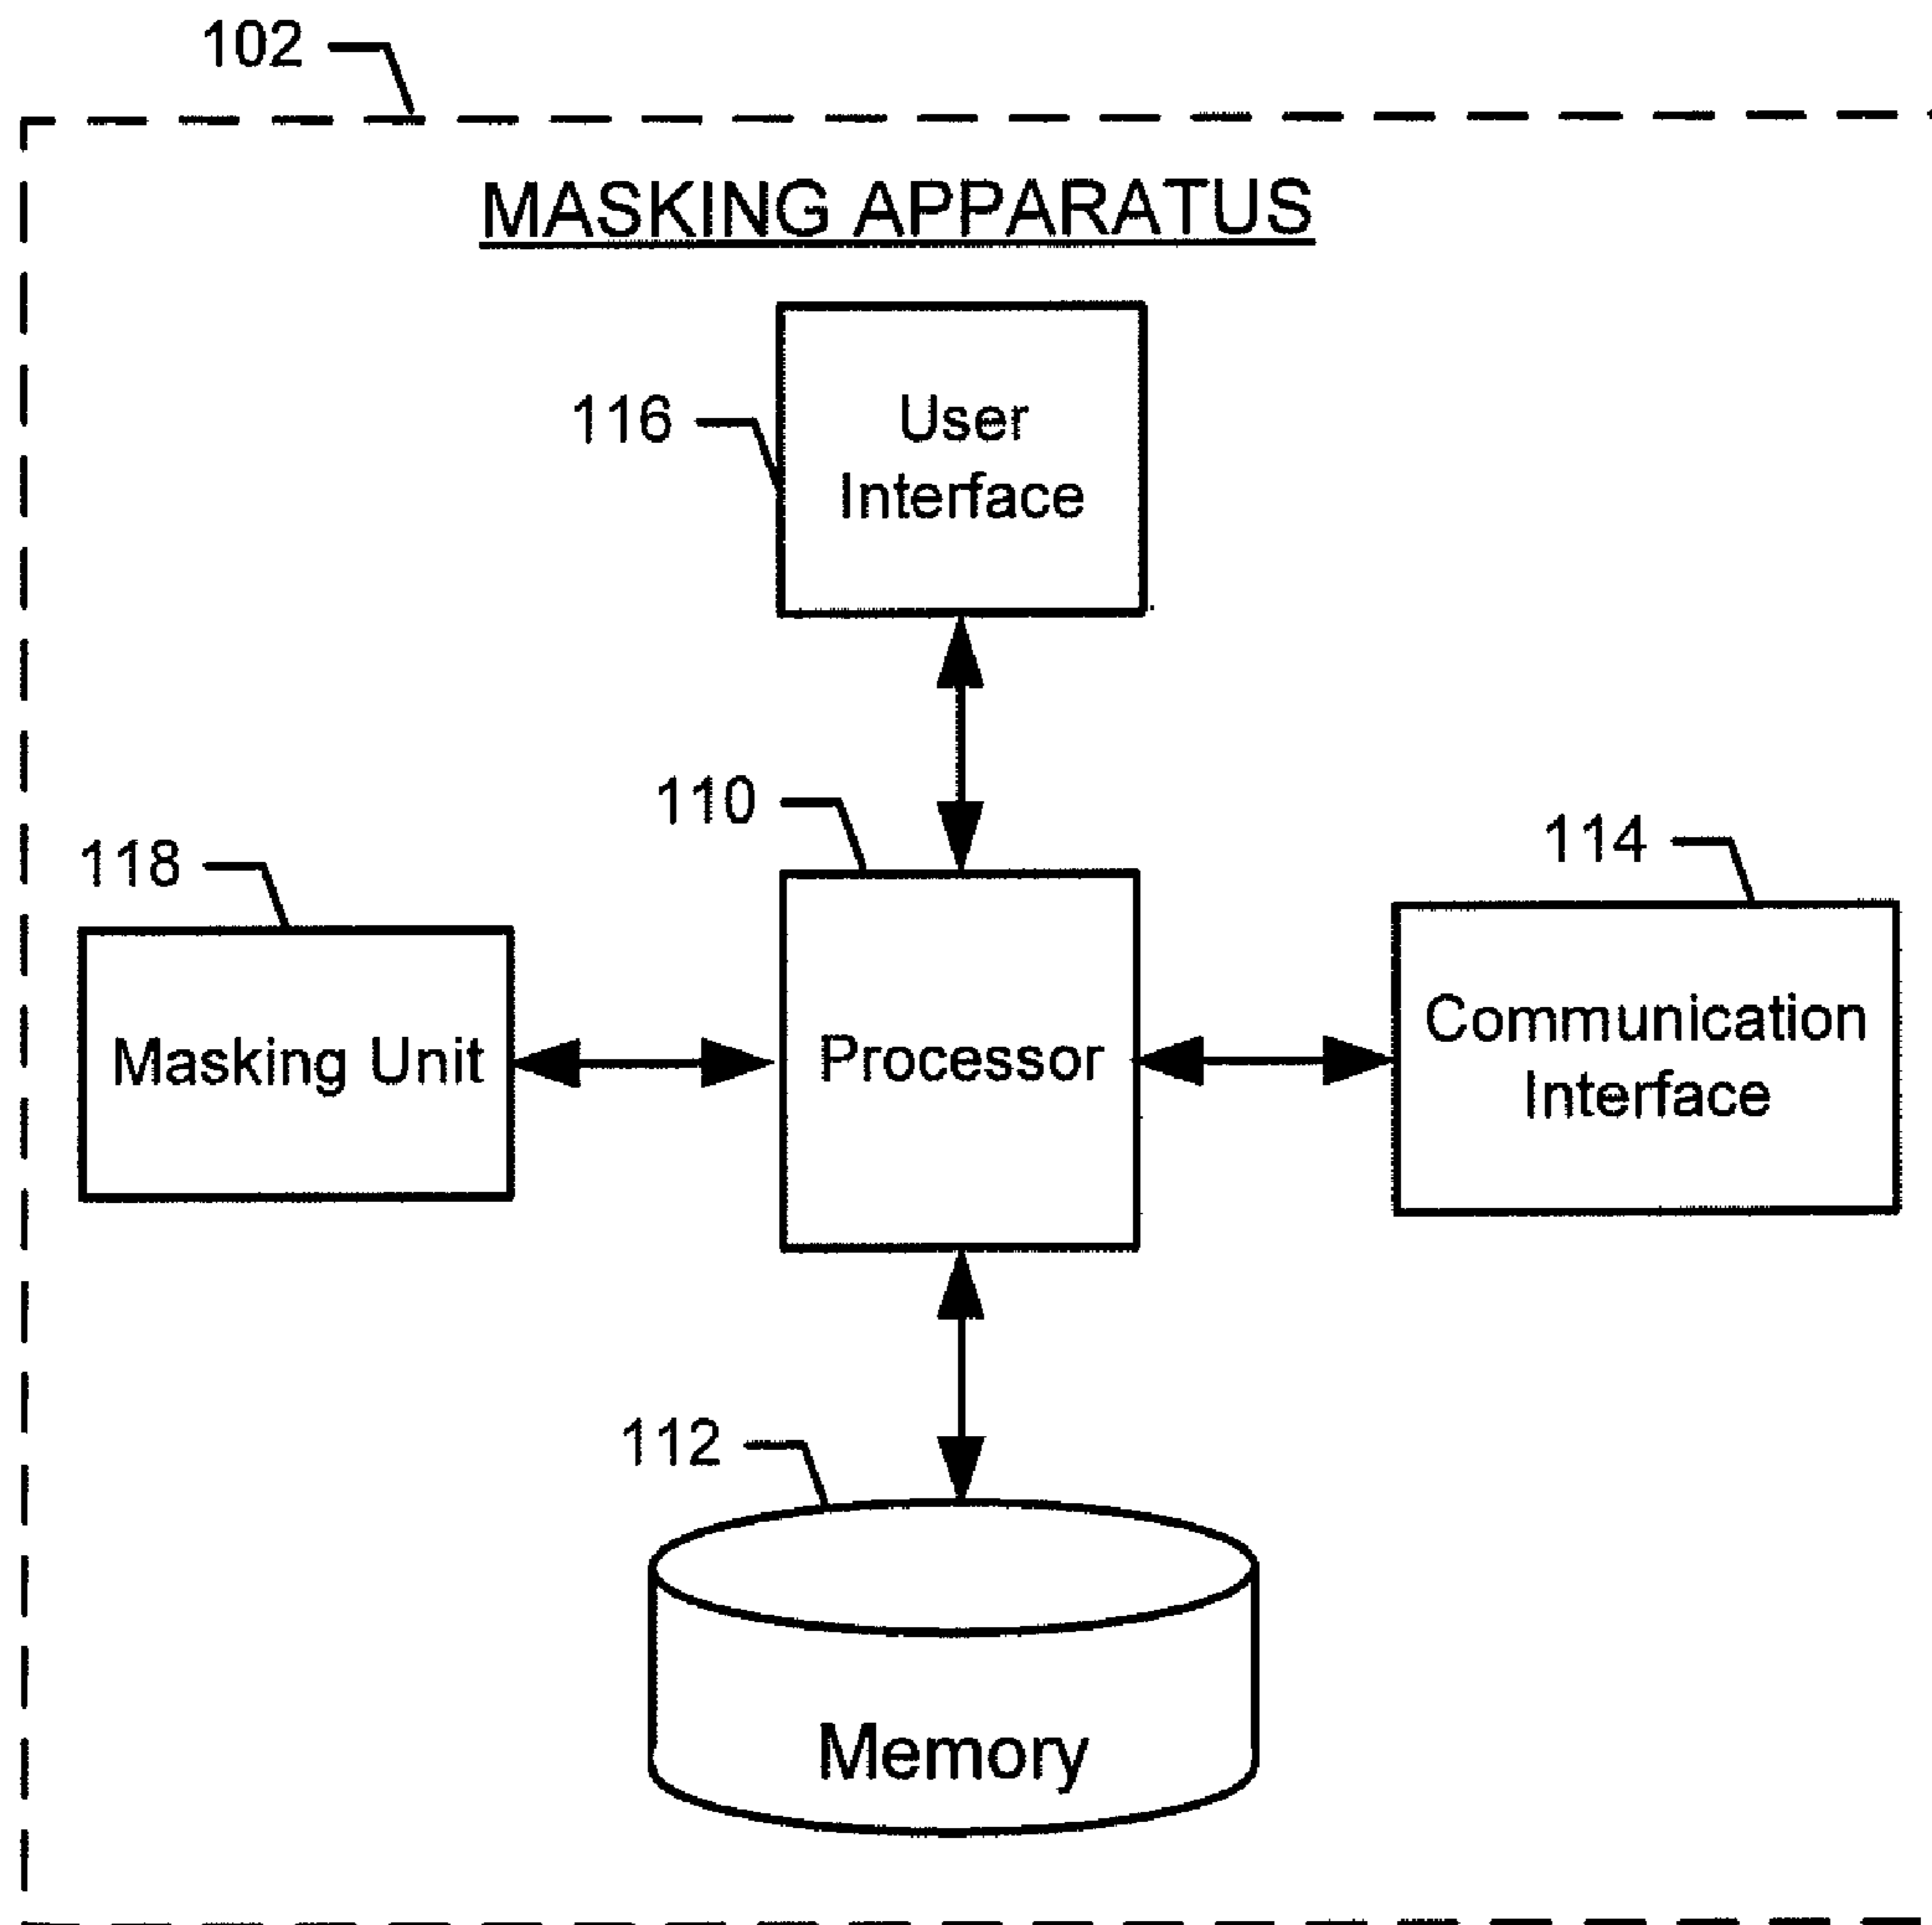 102
MASKING APPARATUS
116
User
Interface
110
118
114
Masking Unit
Processor
Communication
Interface
112
Memory